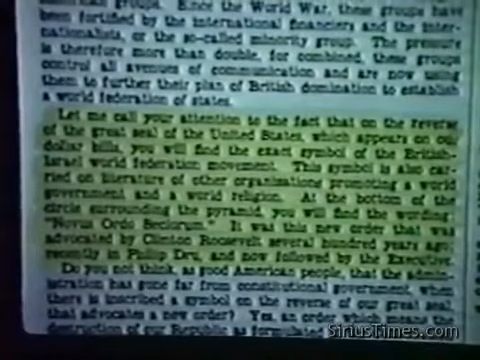 groups. Since the World War, these groups have
been fortified by the international financiers and the inter-
nationalists, or the so-called minority group. The pressure
is therefore more than double, for combined, these groups
control all avenues of communication and are now using
them to further their plan of British domination to establish
a world federation of states.
Let me call your attention to the fact that on the reverse
of the great seal of the United States, which appears on our
dollar bills, you will find the exact symbol of the British-
Israel world federation movement. This symbol is also car-
ried on literature of other organizations promoting a world
government and a world religion. At the bottom of the
circle surrounding the pyramid, you will find the wording:
"Novus Ordo Seclorum." It was this new order that was
advocated by Clinton Roosevelt several hundred years ago;
recently in Philip Dru, and now followed by the Executive.
Do you not think, as good American people, that the admin-
istration has gone far from constitutional government, when
there is inscribed a symbol on the reverse of our great seal,
that advocates a new order? Yes, an order which means the
destruction of our Republic as formulated
SiriusTimes.com